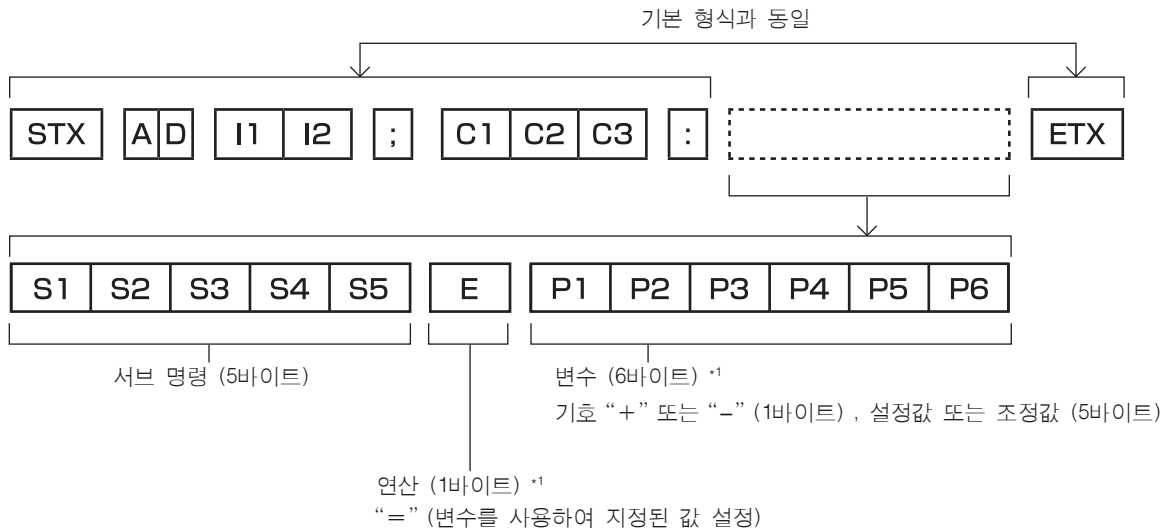 기본 형식과 동일
STX AD I1 I2 ; C1 C2 C3 : ETX
S1 S2 S3 S4 S5 E P1 P2 P3 P4 P5 P6
서브 명령 (5바이트)
변수 (6바이트) *1
기호 “+” 또는 “–” (1바이트) , 설정값 또는 조정값 (5바이트)
연산 (1바이트) *1
“=” (변수를 사용하여 지정된 값 설정)